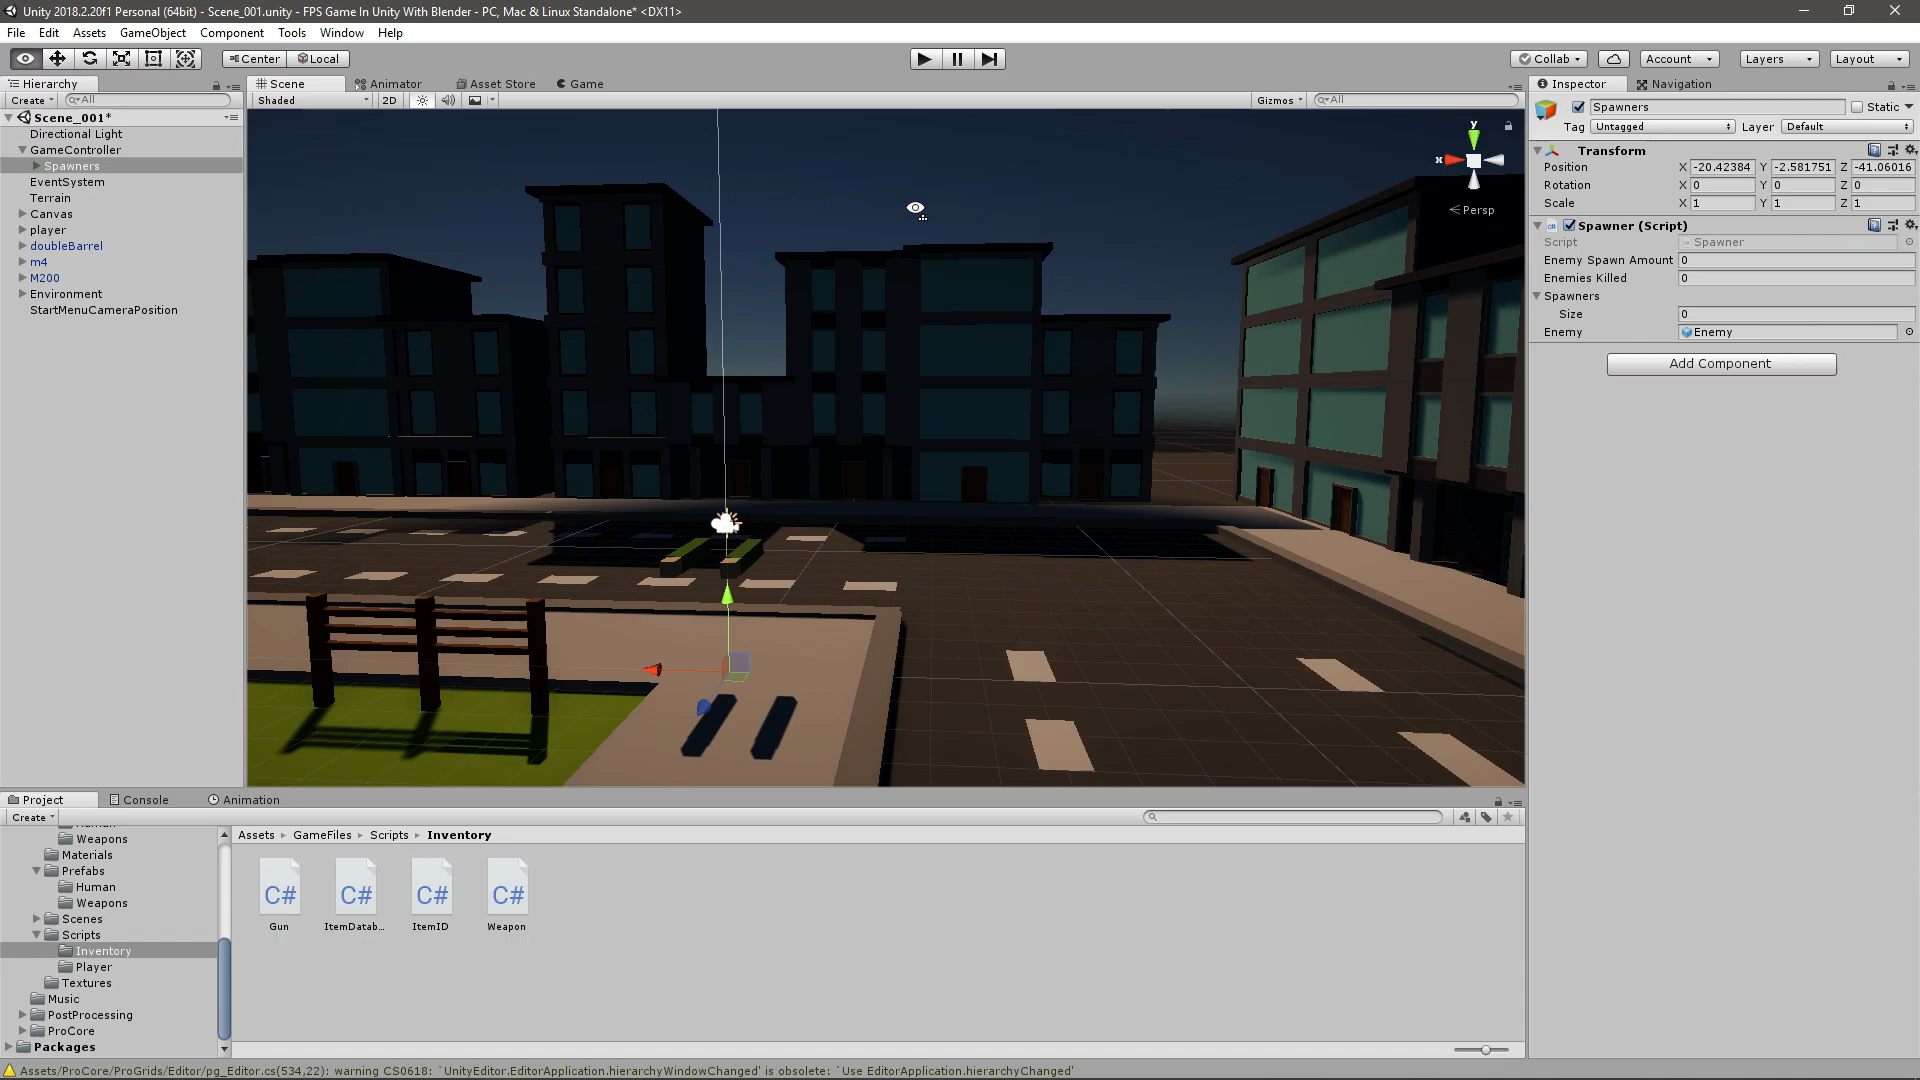 Unity 2018.2.20f1 Personal (64bit) - Scene_001.unity - FPS Game In Unity With Blender - PC, Mac & Linux Standalone* <DX11>
File Edit Assets GameObject Component Tools Window Help
Center Local Collab Account Layers Layout
Hierarchy
Create All
Scene_001*
Directional Light
GameController
Spawners
EventSystem
Terrain
Canvas
player
doubleBarrel
m4
M200
Environment
StartMenuCameraPosition
Scene Animator Asset Store Game
Shaded 2D Gizmos All
y
x
Persp
Inspector Navigation
Spawners Static
Tag Untagged Layer Default
Transform
Position X -20.42384 Y -2.581751 Z -41.06016
Rotation X 0 Y 0 Z 0
Scale X 1 Y 1 Z 1
Spawner (Script)
Script Spawner
Enemy Spawn Amount 0
Enemies Killed 0
Spawners
Size 0
Enemy Enemy
Add Component
Project Console Animation
Create
Weapons
Materials
Prefabs
Human
Weapons
Scenes
Scripts
Inventory
Player
Textures
Music
PostProcessing
ProCore
Packages
Assets GameFiles Scripts Inventory
C# C# C# C#
Gun ItemDatab... ItemID Weapon
Assets/ProCore/ProGrids/Editor/pg_Editor.cs(534,22): warning CS0618: `UnityEditor.EditorApplication.hierarchyWindowChanged' is obsolete: `Use EditorApplication.hierarchyChanged'